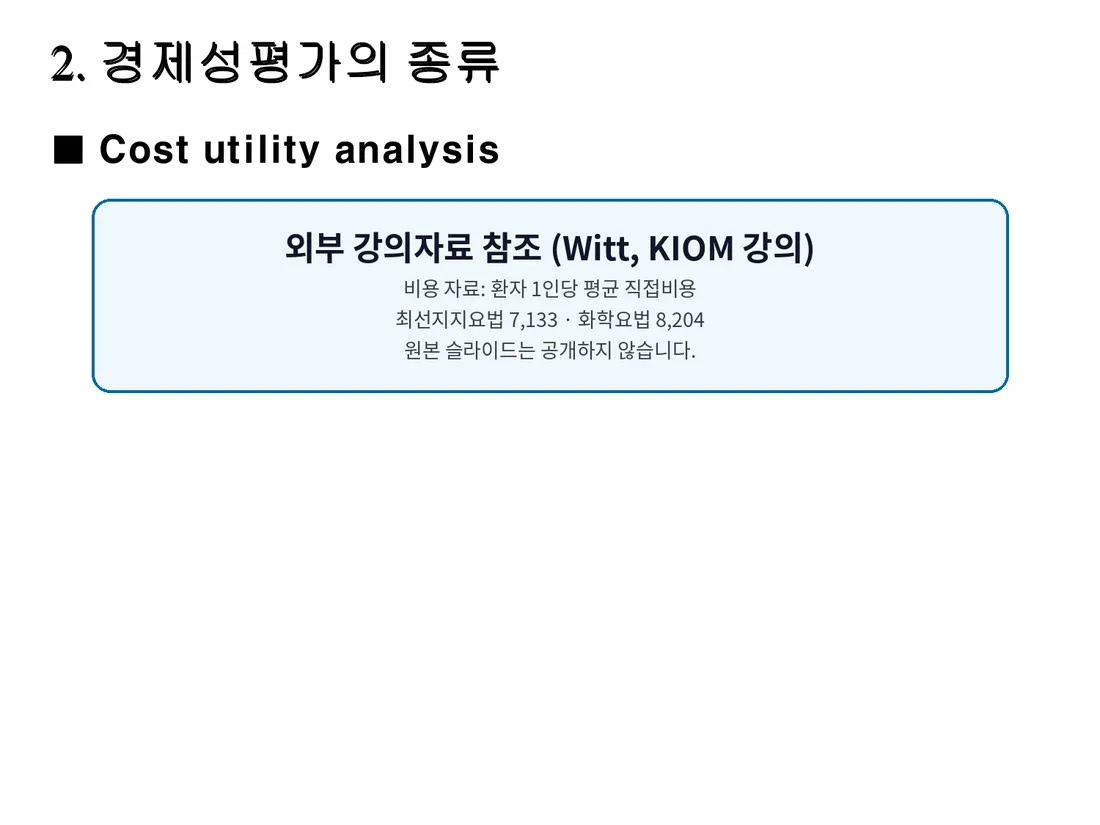 2. 경제성평가의 종류
■ Cost utility analysis
외부 강의자료 참조 (Witt, KIOM 강의)
비용 자료: 환자 1인당 평균 직접비용
최선지지요법 7,133 · 화학요법 8,204
원본 슬라이드는 공개하지 않습니다.